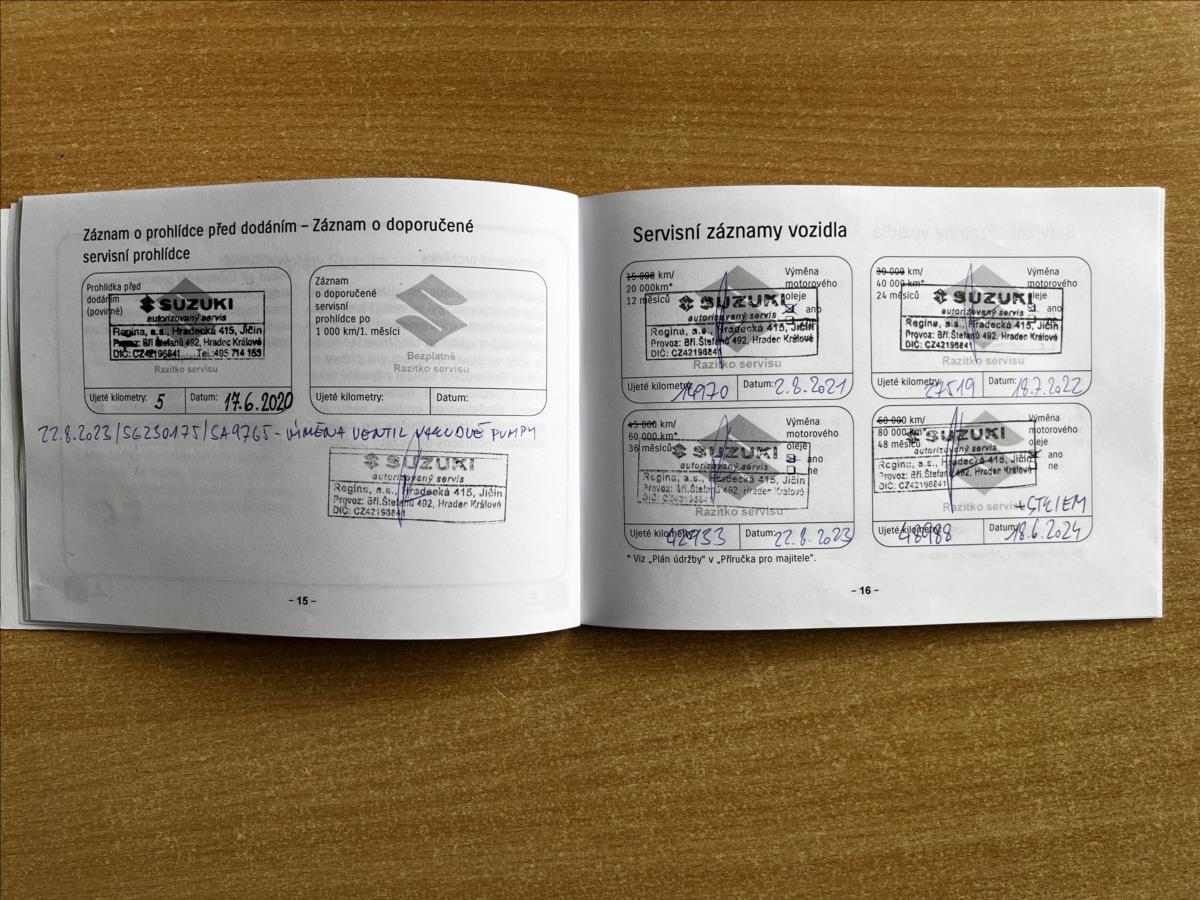 Záznam o prohlídce před dodáním – Záznam o doporučené
servisní prohlídce
Prohlídka před
dodáním
(povinné)
SUZUKI
autorizovaný servis
Regina, a.s., Hradecká 415, Jičín
Provoz: Bří.Štefanů 492, Hradec Králové
DIČ: CZ42196841 Tel.:495 714 153
Razítko servisu
Ujeté kilometry: 5 Datum: 17.6.2020
Záznam
o doporučené
servisní
prohlídce po
1 000 km/1. měsíci
Bezplatně
Razítko servisu
Ujeté kilometry: Datum:
22.8.2023/SG230175/SA9765 - VÝMĚNA VENTIL PUMPY
SUZUKI
autorizovaný servis
Regina, a.s., Hradecká 415, Jičín
Provoz: Bří.Štefanů 492, Hradec Králové
DIČ: CZ42196841
– 15 –
Servisní záznamy vozidla
15 000 km/
20 000km*
12 měsíců
Výměna
motorového
oleje
ano
SUZUKI
autorizovaný servis
Regina, a.s., Hradecká 415, Jičín
Provoz: Bří.Štefanů 492, Hradec Králové
DIČ: CZ42196841
Razítko servisu
Ujeté kilometry: 14970 Datum: 2.8.2021
30 000 km/
40 000 km*
24 měsíců
Výměna
motorového
oleje
ano
SUZUKI
autorizovaný servis
Regina, a.s., Hradecká 415, Jičín
Provoz: Bří.Štefanů 492, Hradec Králové
DIČ: CZ42196841
Razítko servisu
Ujeté kilometry: 27519 Datum: 18.7.2022
45 000 km/
60 000 km*
36 měsíců
Výměna
motorového
oleje
ano
ne
SUZUKI
autorizovaný servis
Regina, a.s., Hradecká 415, Jičín
Provoz: Bří.Štefanů 492, Hradec Králové
DIČ: CZ42196841
Razítko servisu
Ujeté kilometry: 42933 Datum: 22.8.2023
60 000 km/
80 000 km*
48 měsíců
Výměna
motorového
oleje
ano
ne
SUZUKI
autorizovaný servis
Regina, a.s., Hradecká 415, Jičín
Provoz: Bří.Štefanů 492, Hradec Králové
DIČ: CZ42196841
Razítko servisu
Ujeté kilometry: 48988 Datum: 18.6.2024
* Viz „Plán údržby“ v „Příručka pro majitele“.
– 16 –